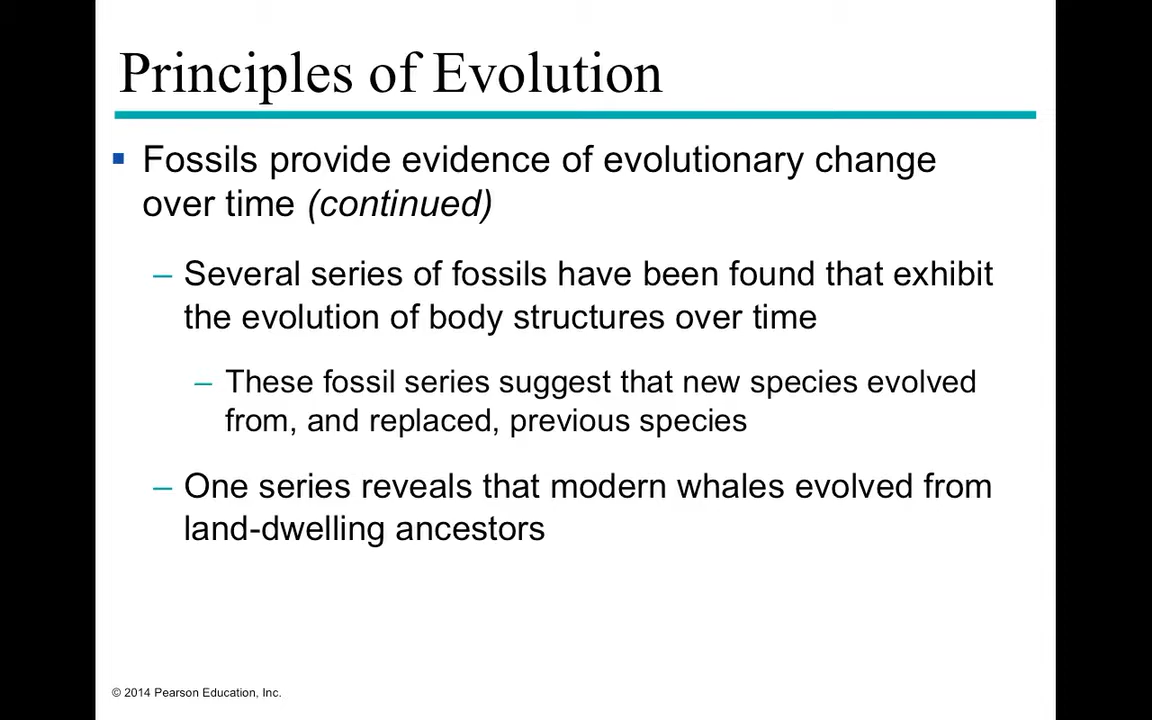 Principles of Evolution
▪ Fossils provide evidence of evolutionary change
over time (continued)
– Several series of fossils have been found that exhibit
the evolution of body structures over time
– These fossil series suggest that new species evolved
from, and replaced, previous species
– One series reveals that modern whales evolved from
land-dwelling ancestors
© 2014 Pearson Education, Inc.